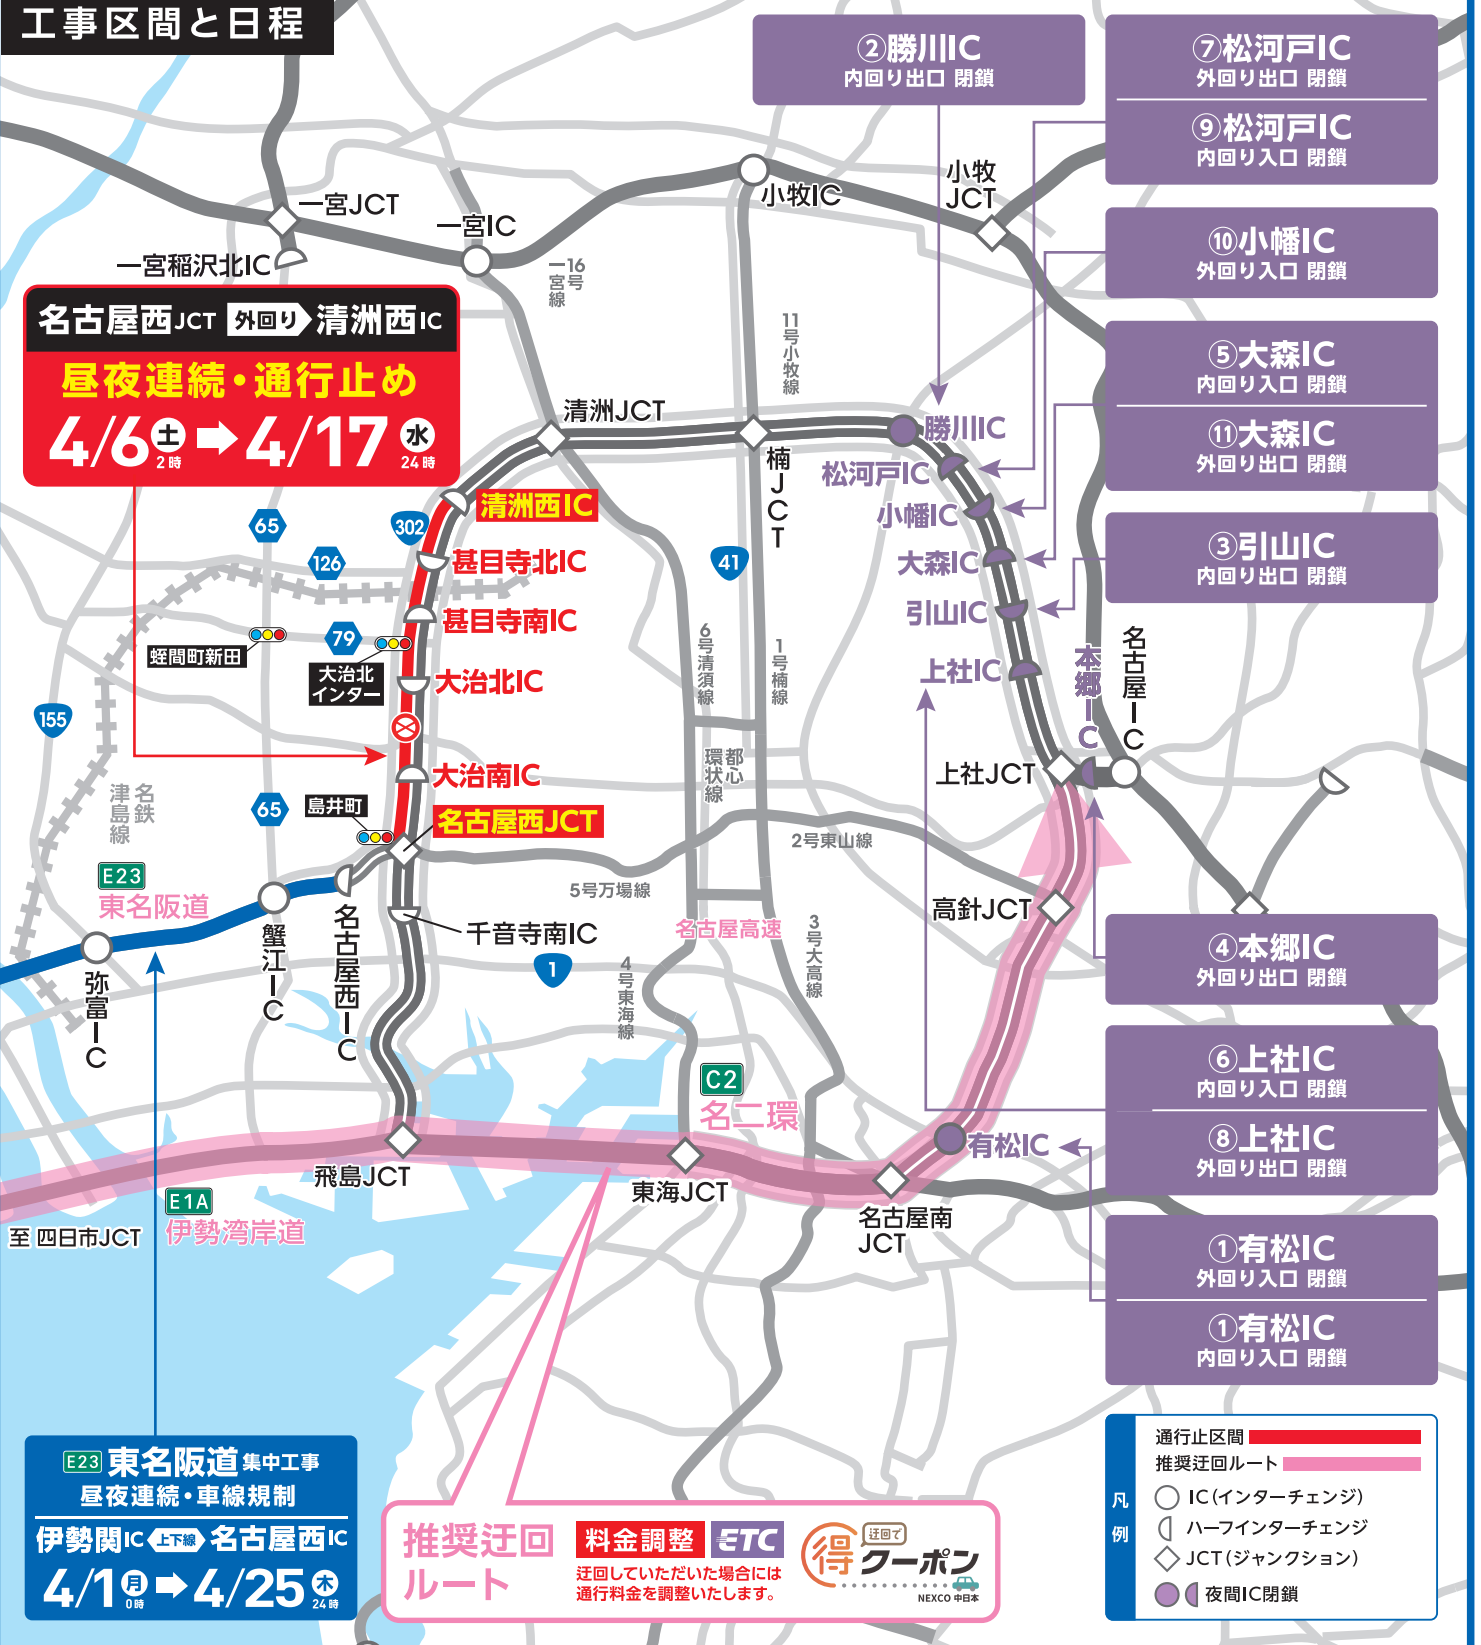 工事区間と日程
②勝川IC
内回り出口 閉鎖
⑦松河戸IC
外回り出口 閉鎖
⑨松河戸IC
内回り入口 閉鎖
⑩小幡IC
外回り入口 閉鎖
⑤大森IC
内回り入口 閉鎖
⑪大森IC
外回り出口 閉鎖
③引山IC
内回り出口 閉鎖
④本郷IC
外回り出口 閉鎖
⑥上社IC
内回り入口 閉鎖
⑧上社IC
外回り出口 閉鎖
①有松IC
外回り入口 閉鎖
①有松IC
内回り入口 閉鎖
一宮JCT
一宮IC
一宮稲沢北IC
小牧IC
小牧
JCT
16号
一宮線
11号小牧線
名古屋西JCT 外回り 清洲西IC
昼夜連続・通行止め
4/6土 2時 4/17水 24時
清洲JCT
楠JCT
勝川IC
松河戸IC
小幡IC
大森IC
引山IC
上社IC
本郷IC
名古屋IC
上社JCT
高針JCT
清洲西IC
甚目寺北IC
甚目寺南IC
大治北IC
大治南IC
名古屋西JCT
千音寺南IC
65
126
302
41
79
155
65
1
蛭間町新田
大治北
インター
島井町
名鉄
津島線
6号清須線
1号楠線
都心
環状線
2号東山線
5号万場線
名古屋高速
3号大高線
4号東海線
E23
東名阪道
弥富IC
蟹江IC
名古屋西IC
C2
名二環
有松IC
飛島JCT
東海JCT
名古屋南
JCT
E1A
伊勢湾岸道
至 四日市JCT
E23 東名阪道 集中工事
昼夜連続・車線規制
伊勢関IC 上下線 名古屋西IC
4/1月 0時 4/25木 24時
推奨迂回
ルート
料金調整 ETC
迂回していただいた場合には
通行料金を調整いたします。
迂回で
得クーポン
NEXCO 中日本
凡例
通行止区間
推奨迂回ルート
IC(インターチェンジ)
ハーフインターチェンジ
JCT(ジャンクション)
夜間IC閉鎖